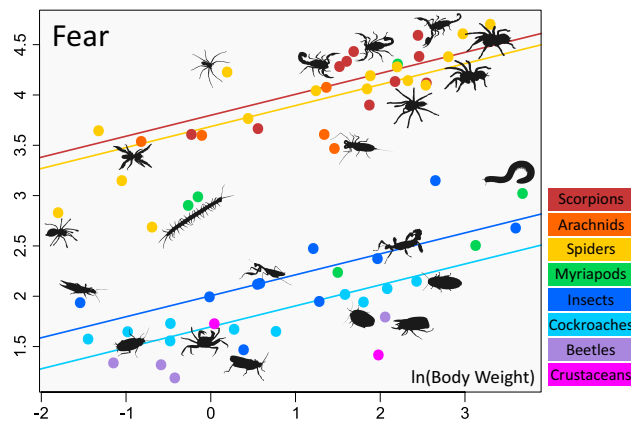 Fear
4.5
4
3.5
3
2.5
2
1.5
ln(Body Weight)
-2
-1
0
1
2
3
Scorpions
Arachnids
Spiders
Myriapods
Insects
Cockroaches
Beetles
Crustaceans